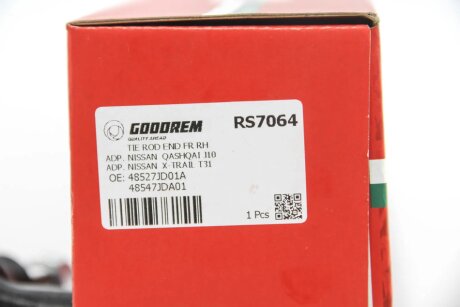 GOODREM
QUALITY AHEAD
RS7064
TIE ROD END FR RH
ADP. NISSAN QASHQAI J10
ADP. NISSAN X-TRAIL T31
OE: 48527JD01A
48547JDA01
1 Pcs